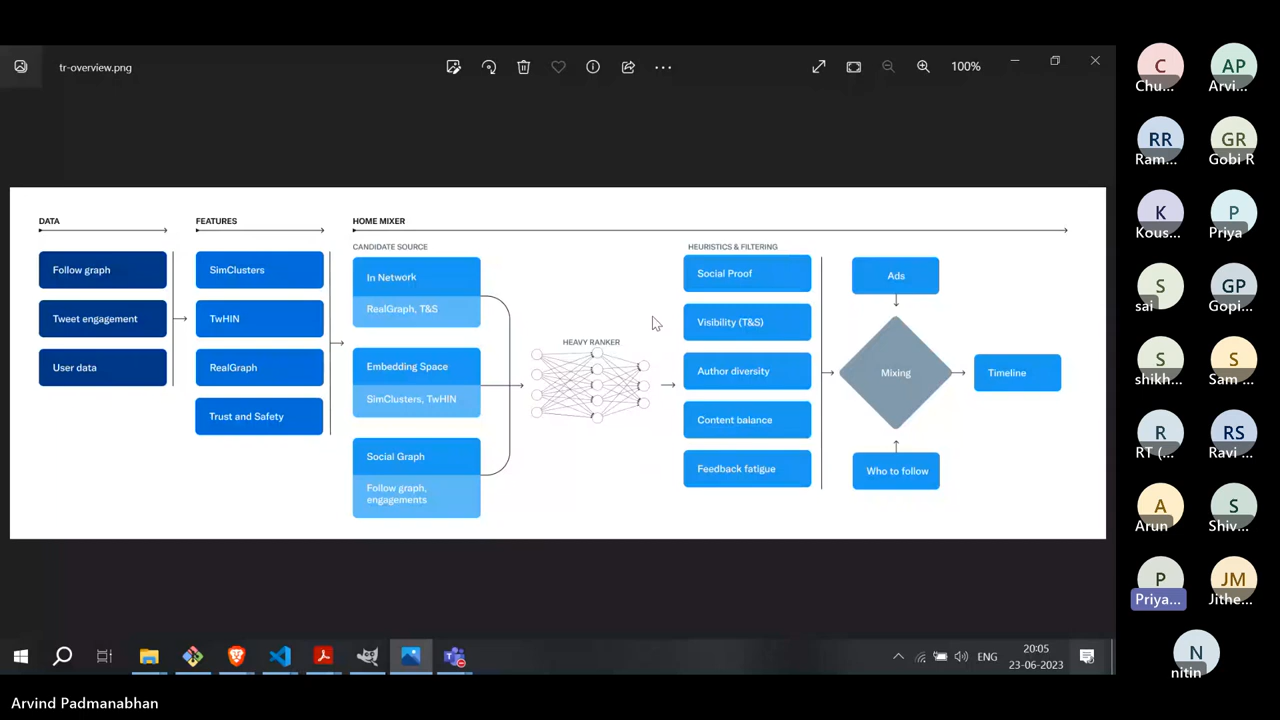 tr-overview.png
100%
DATA
FEATURES
HOME MIXER
CANDIDATE SOURCE
HEURISTICS & FILTERING
Follow graph
Tweet engagement
User data
SimClusters
TwHIN
RealGraph
Trust and Safety
In Network
RealGraph, T&S
Embedding Space
SimClusters, TwHIN
Social Graph
Follow graph,
engagements
HEAVY RANKER
Social Proof
Visibility (T&S)
Author diversity
Content balance
Feedback fatigue
Ads
Mixing
Who to follow
Timeline
C
Chu...
AP
Arvi...
RR
Ram...
GR
Gobi R
K
Kous...
P
Priya
S
sai
GP
Gopi...
S
shikh...
S
Sam ...
R
RT (...
RS
Ravi ...
A
Arun
S
Shiv...
P
Priya...
JM
Jithe...
N
nitin
ENG
20:05
23-06-2023
Arvind Padmanabhan